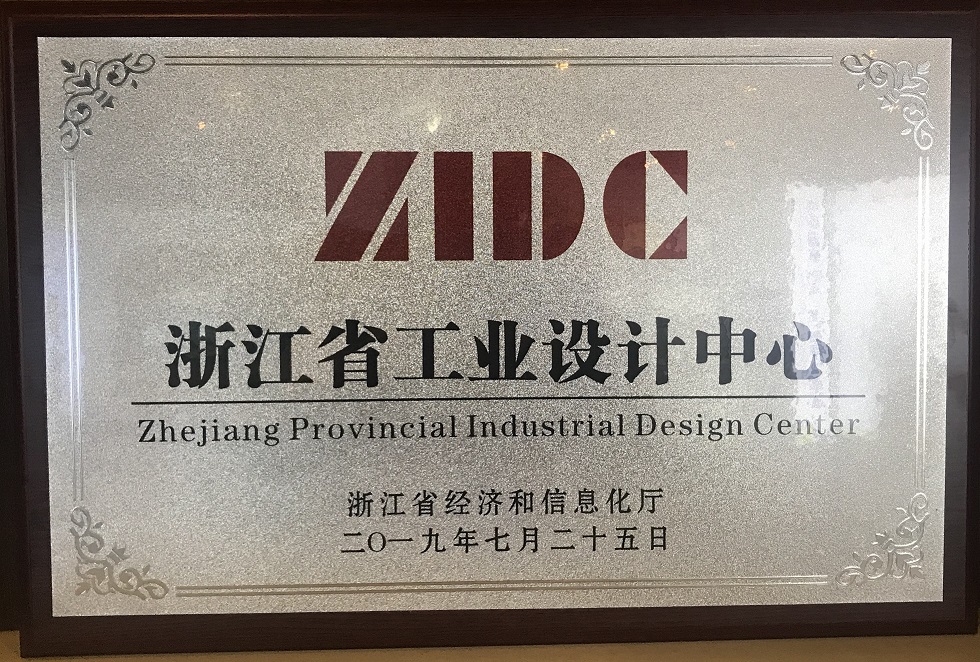 ZIDC
浙江省工业设计中心
Zhejiang Provincial Industrial Design Center
浙江省经济和信息化厅
二〇一九年七月二十五日